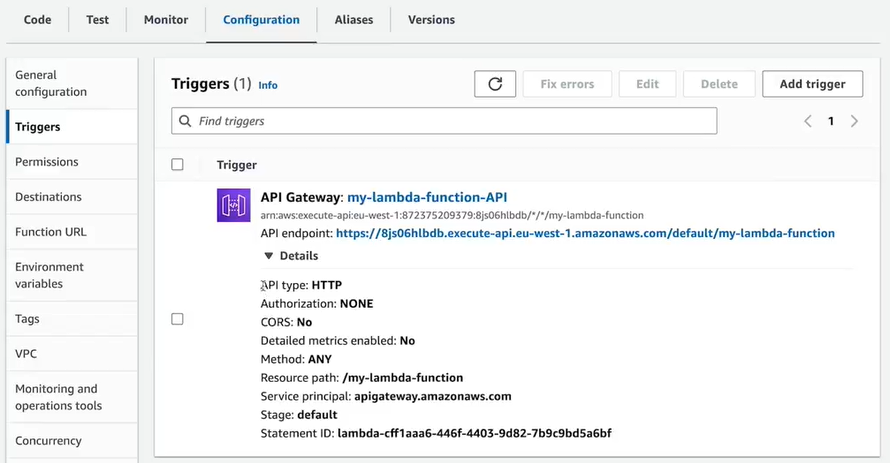 Code Test Monitor Configuration Aliases Versions
General
configuration
Triggers
Permissions
Destinations
Function URL
Environment
variables
Tags
VPC
Monitoring and
operations tools
Concurrency
Triggers (1) Info
Fix errors Edit Delete Add trigger
Find triggers
1
Trigger
API Gateway: my-lambda-function-API
arn:aws:execute-api:eu-west-1:872375209379:8js06hlbdb/*/*/my-lambda-function
API endpoint: https://8js06hlbdb.execute-api.eu-west-1.amazonaws.com/default/my-lambda-function
Details
API type: HTTP
Authorization: NONE
CORS: No
Detailed metrics enabled: No
Method: ANY
Resource path: /my-lambda-function
Service principal: apigateway.amazonaws.com
Stage: default
Statement ID: lambda-cff1aaa6-446f-4403-9d82-7b9c9bd5a6bf